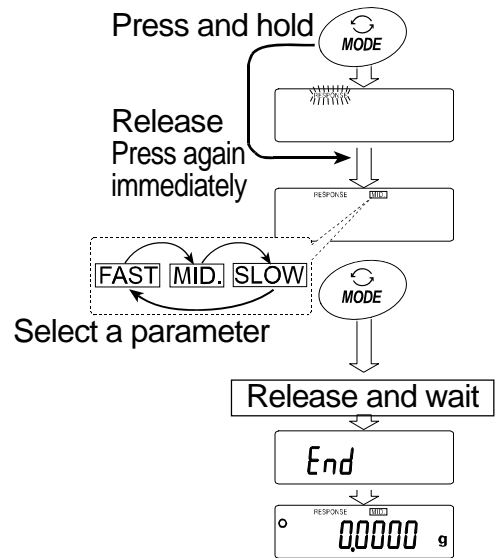 Press and hold
MODE
RESPONSE
Release
Press again
immediately
RESPONSE MID.
FAST MID. SLOW
MODE
Select a parameter
Release and wait
End
RESPONSE MID.
0.0000 g